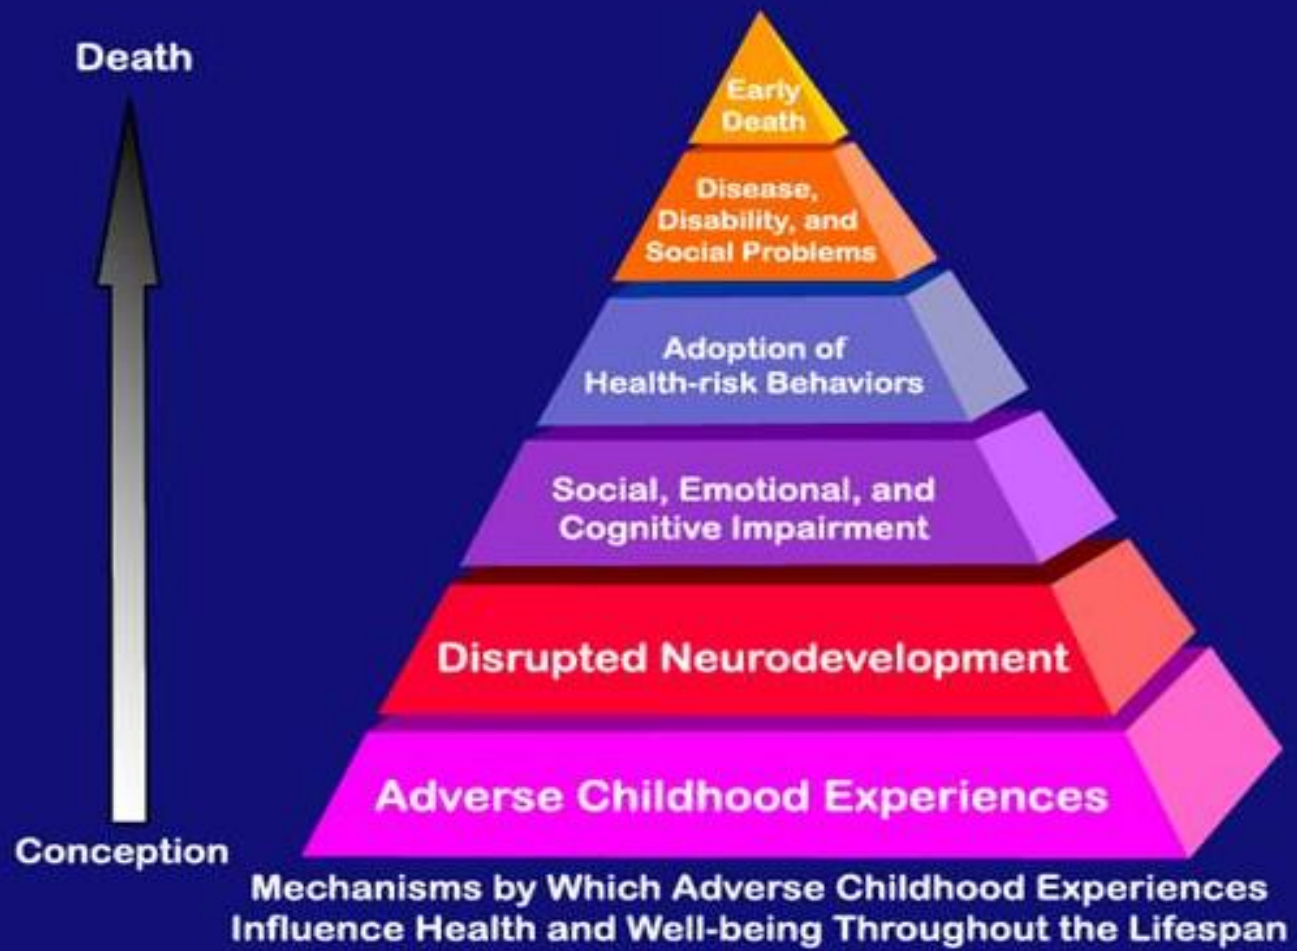 Death
Early
Death
Disease,
Disability, and
Social Problems
Adoption of
Health-risk Behaviors
Social, Emotional, and
Cognitive Impairment
Disrupted Neurodevelopment
Adverse Childhood Experiences
Conception
Mechanisms by Which Adverse Childhood Experiences
Influence Health and Well-being Throughout the Lifespan